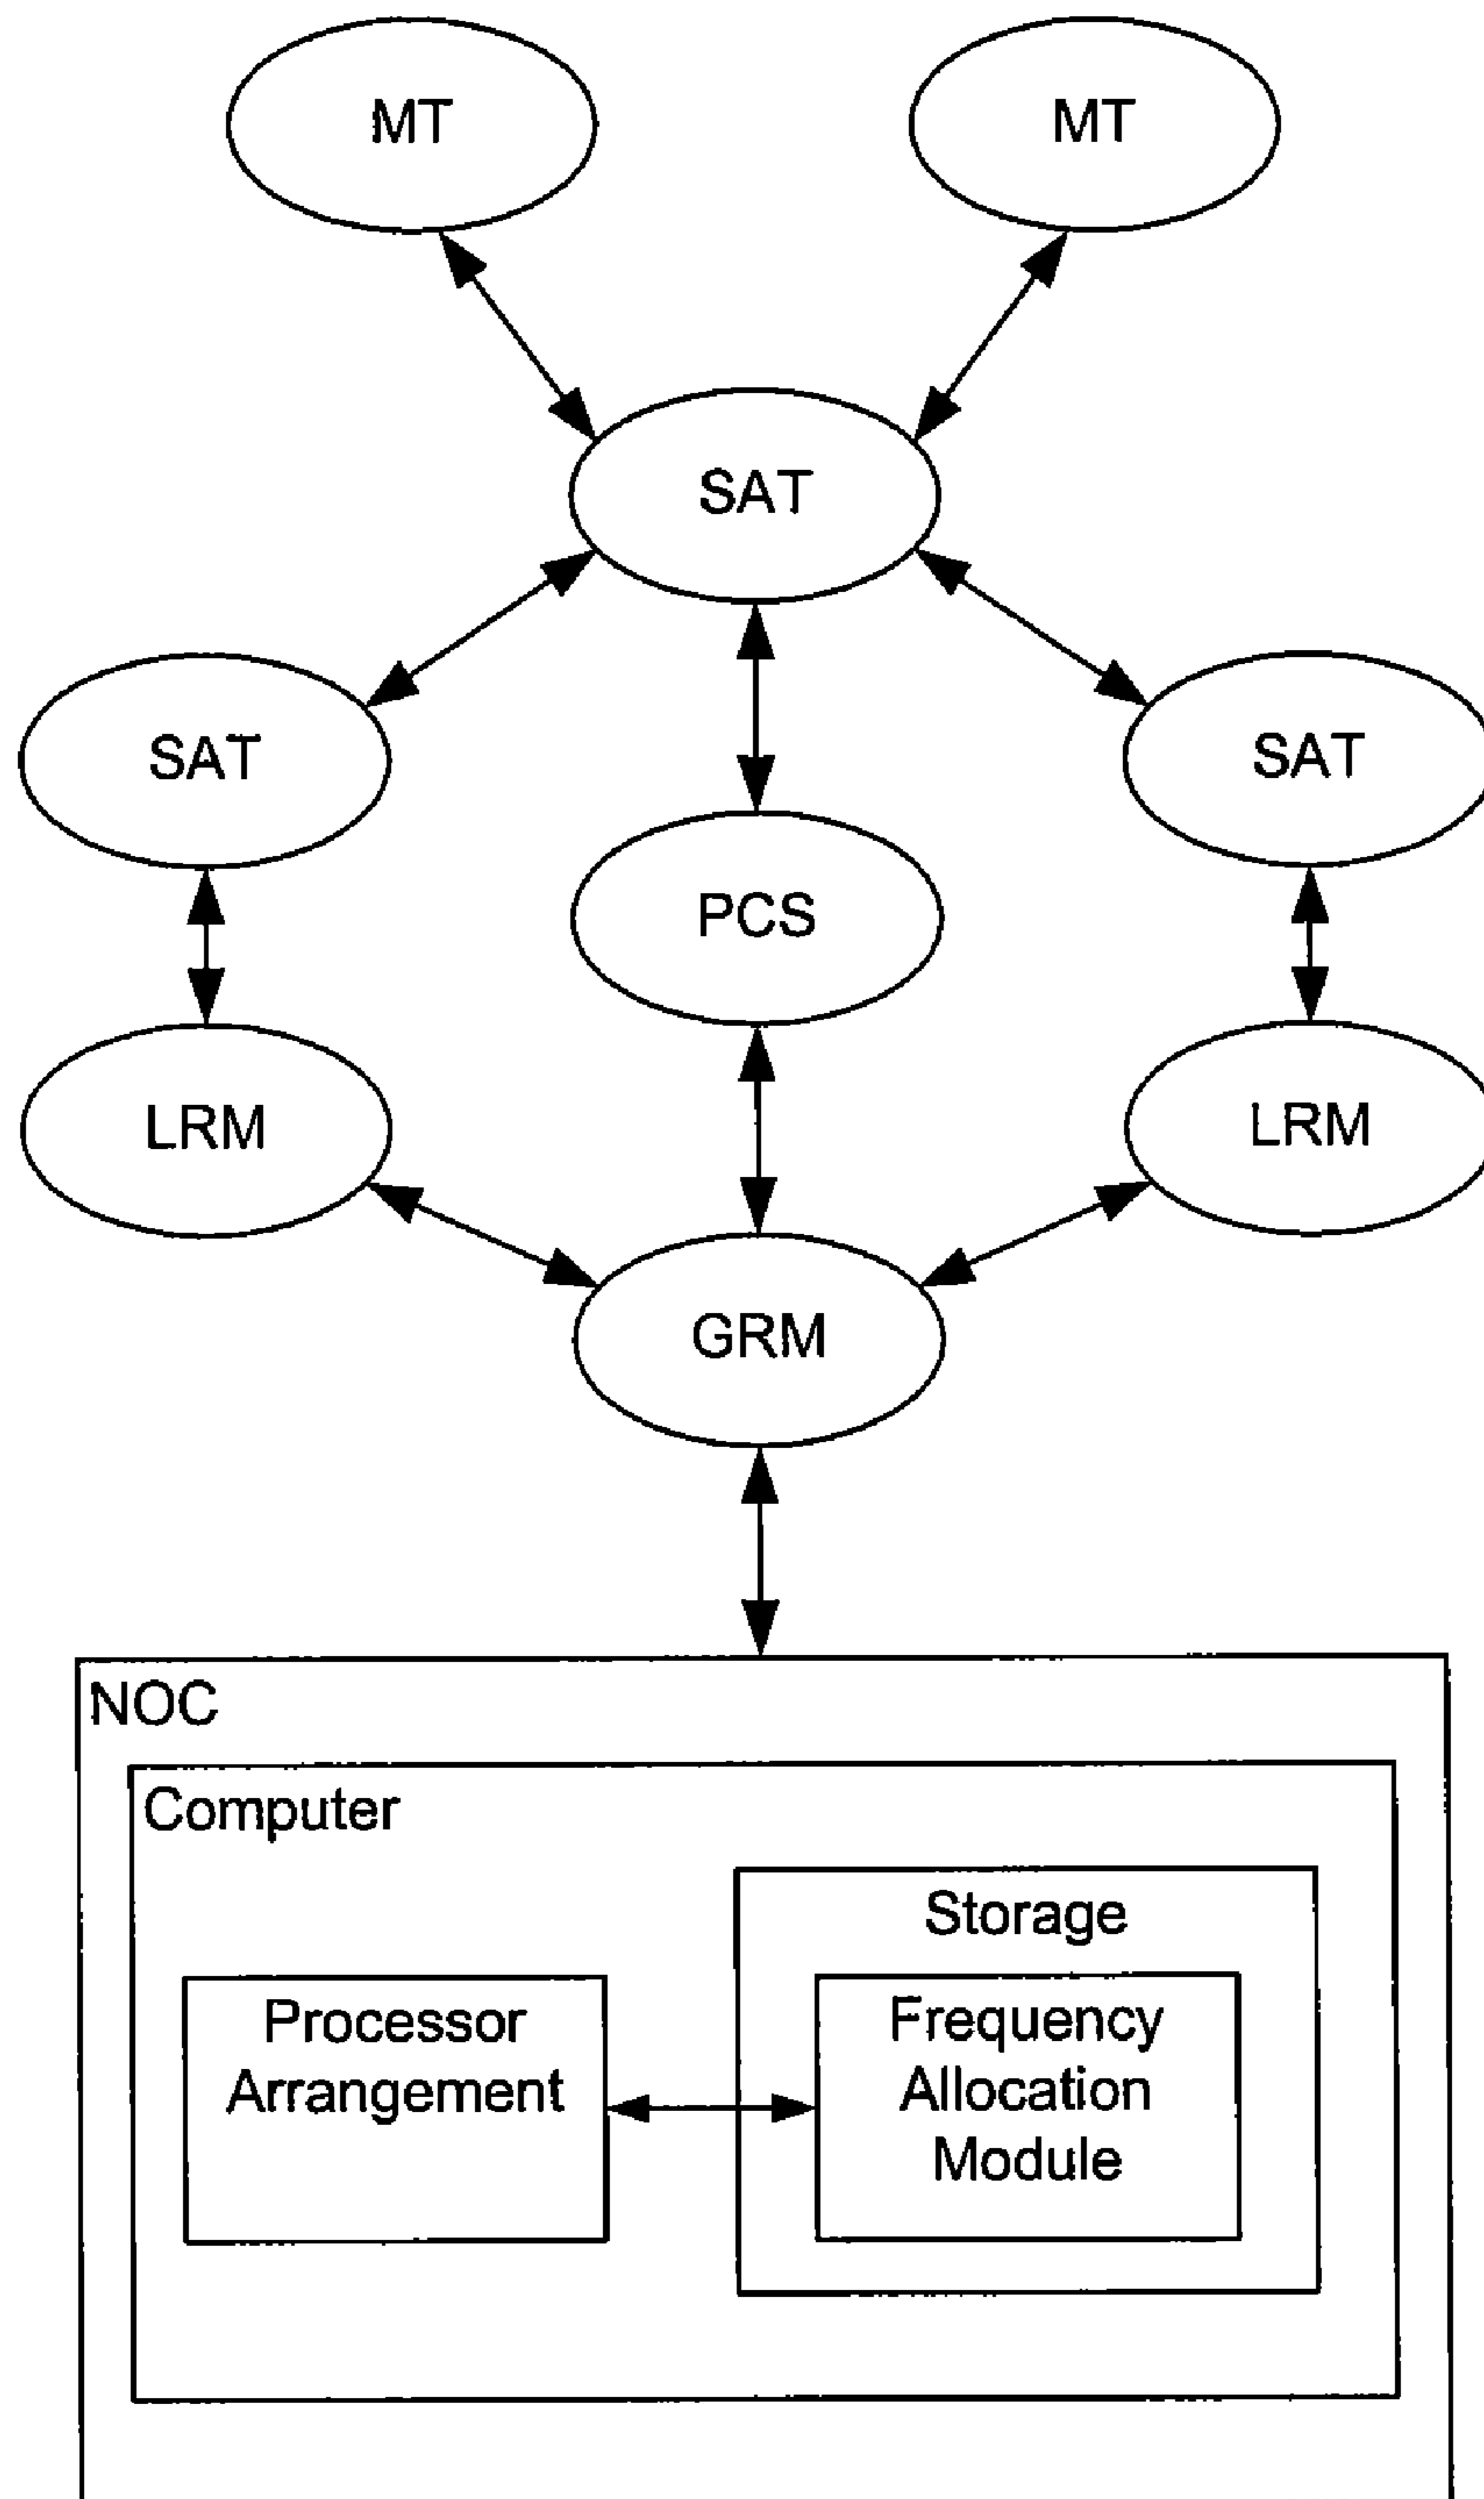 MT
MT
SAT
SAT
SAT
PCS
LRM
LRM
GRM
NOC
Computer
Storage
Processor
Arrangement
Frequency
Allocation
Module